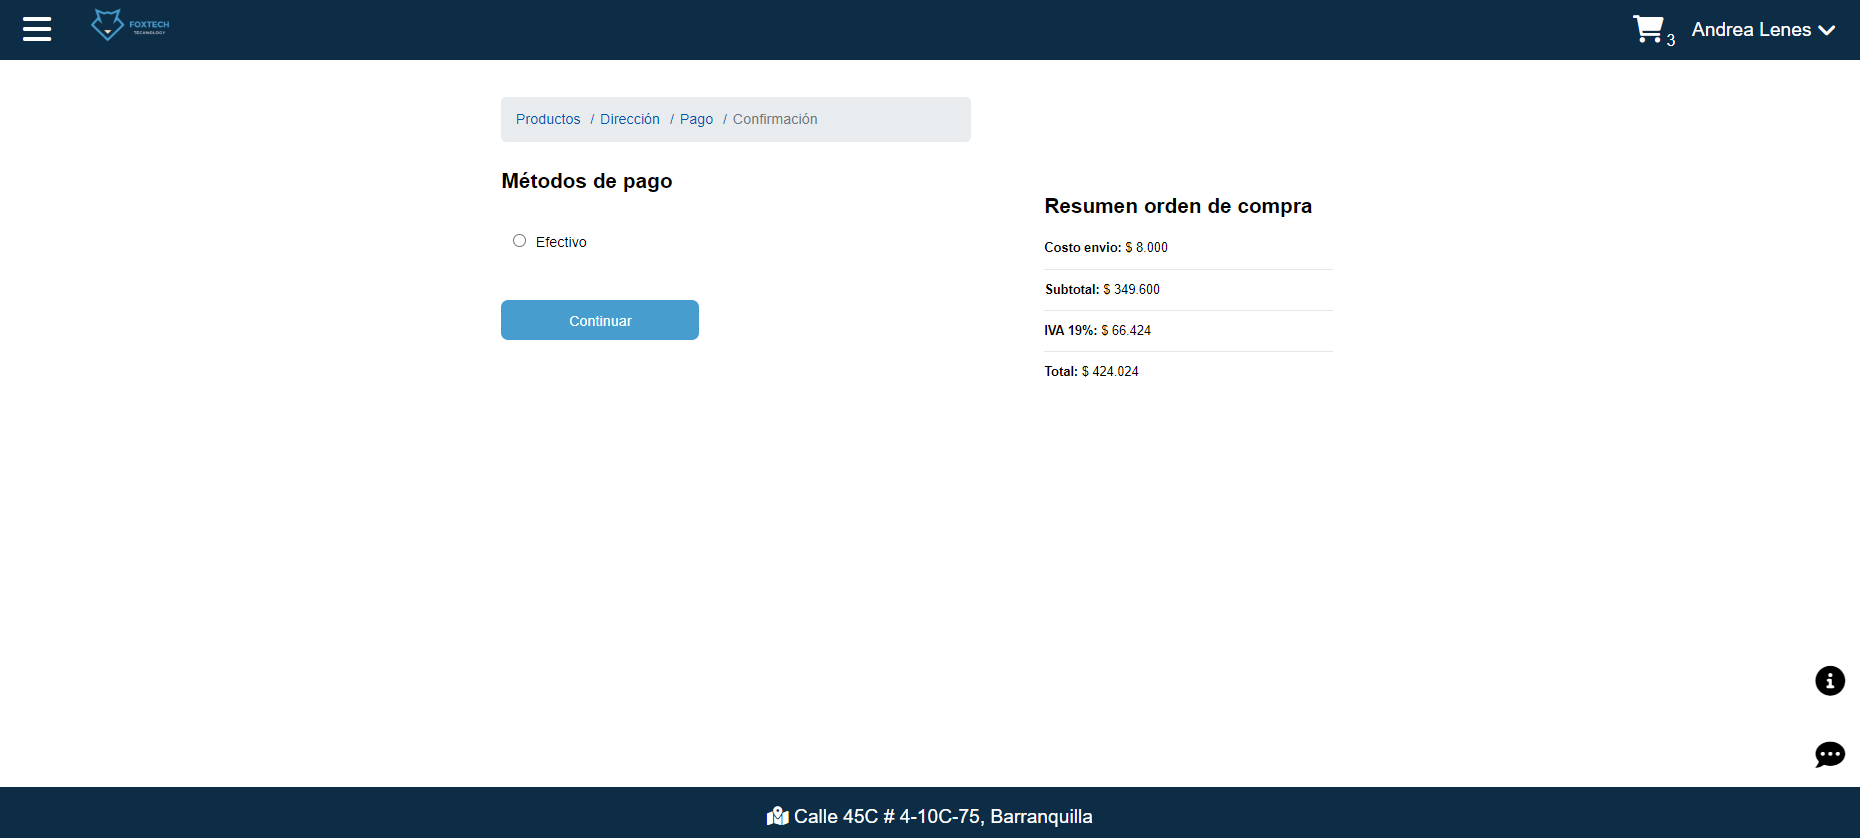 FOXTECH
TECHNOLOGY
3
Andrea Lenes
Productos / Dirección / Pago / Confirmación
Métodos de pago
Efectivo
Continuar
Resumen orden de compra
Costo envio: $ 8.000
Subtotal: $ 349.600
IVA 19%: $ 66.424
Total: $ 424.024
Calle 45C # 4-10C-75, Barranquilla